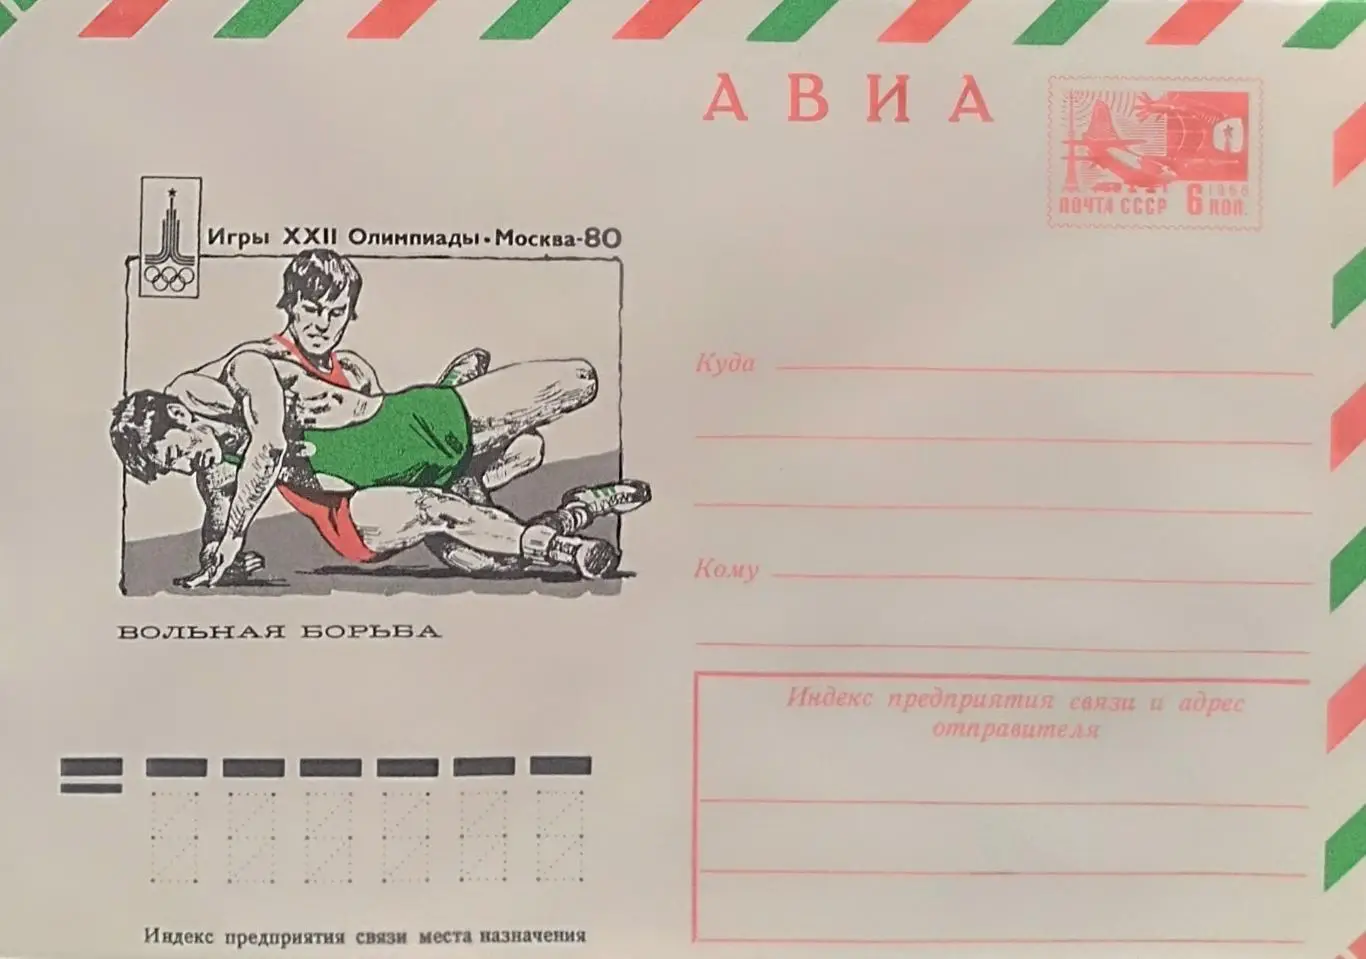 АВИА
1966
ПОЧТА СССР 6 КОП.
Игры XXII Олимпиады·Москва-80
ВОЛЬНАЯ БОРЬБА
Куда
Кому
Индекс предприятия связи и адрес
отправителя
Индекс предприятия связи места назначения